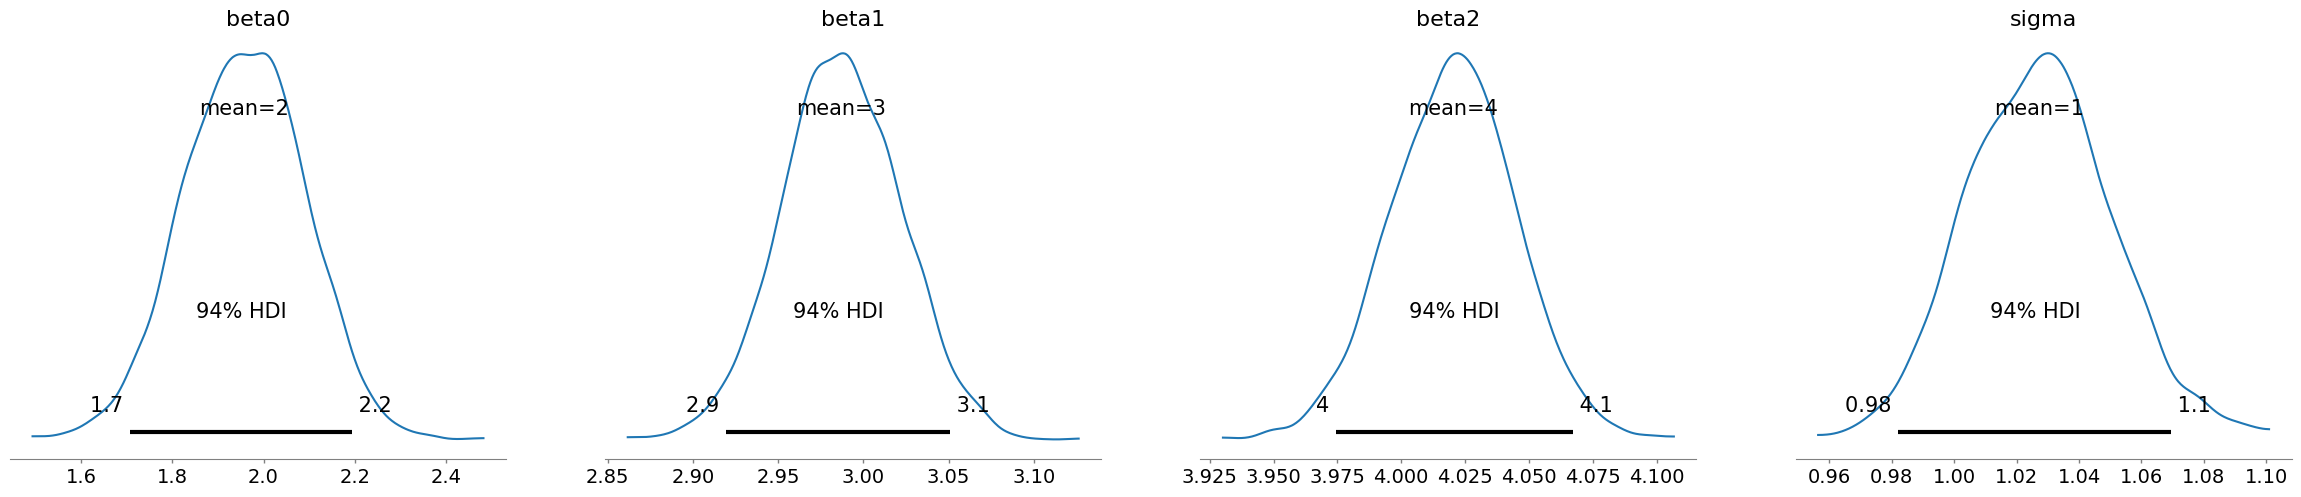 beta0
mean=2
94% HDI
1.7 2.2
1.6 1.8 2.0 2.2 2.4
beta1
mean=3
94% HDI
2.9 3.1
2.85 2.90 2.95 3.00 3.05 3.10
beta2
mean=4
94% HDI
4 4.1
3.925 3.950 3.975 4.000 4.025 4.050 4.075 4.100
sigma
mean=1
94% HDI
0.98 1.1
0.96 0.98 1.00 1.02 1.04 1.06 1.08 1.10